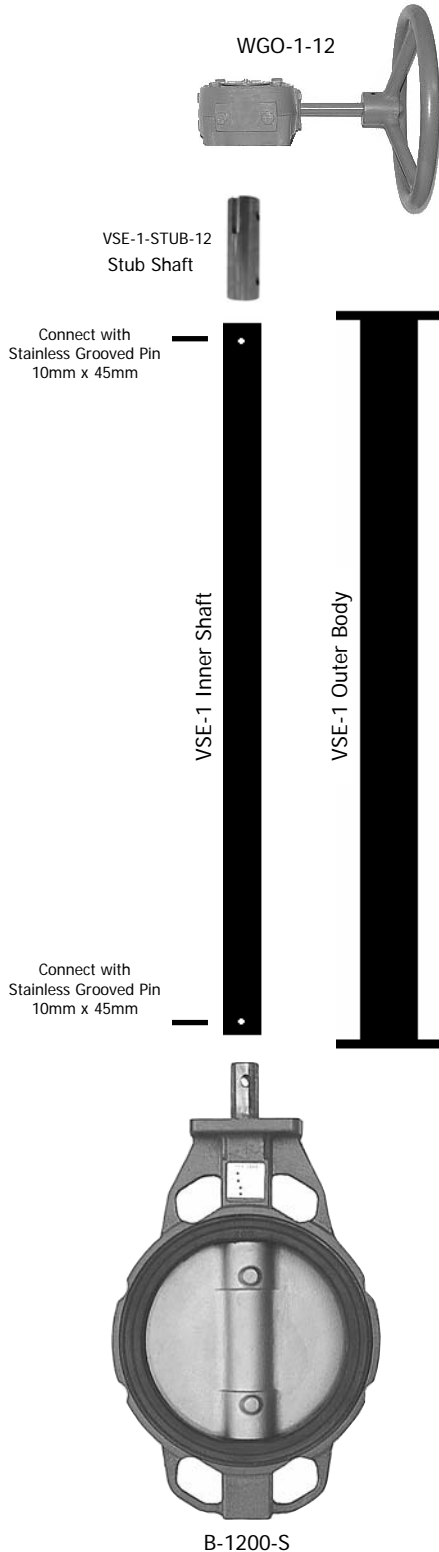 WGO-1-12
VSE-1-STUB-12
Stub Shaft
Connect with
Stainless Grooved Pin
10mm x 45mm
VSE-1 Inner Shaft
VSE-1 Outer Body
Connect with
Stainless Grooved Pin
10mm x 45mm
B-1200-S